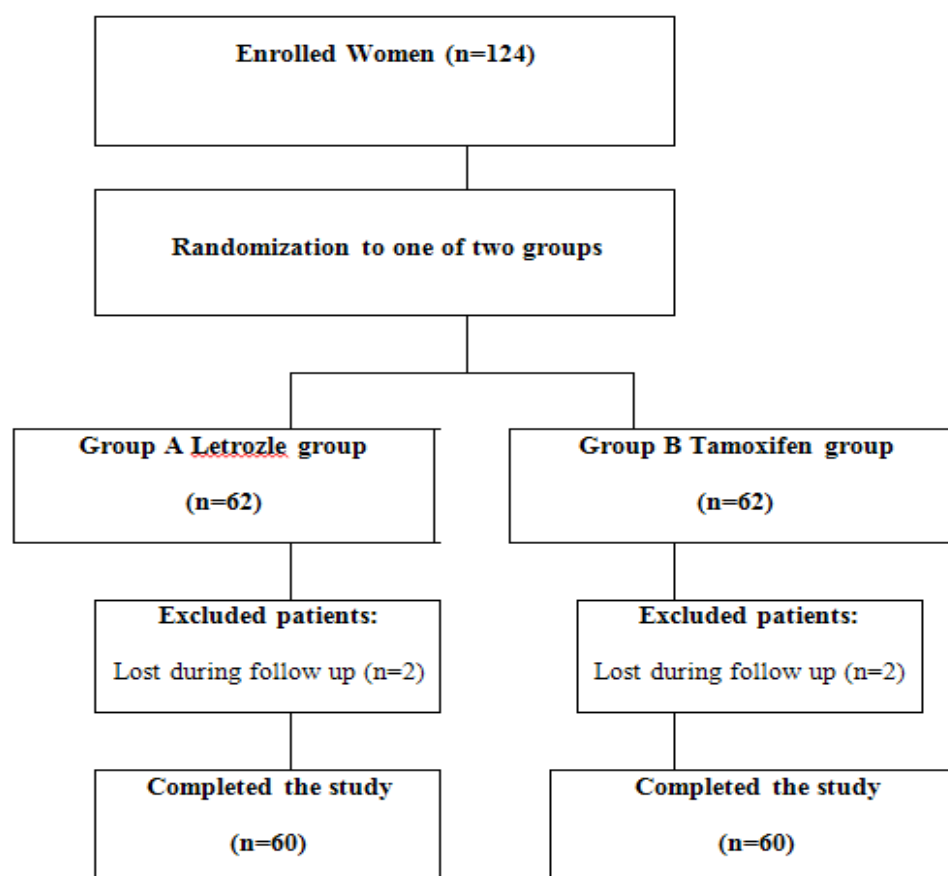 Enrolled Women (n=124)
Randomization to one of two groups
Group A Letrozle group
(n=62)
Group B Tamoxifen group
(n=62)
Excluded patients:
Lost during follow up (n=2)
Excluded patients:
Lost during follow up (n=2)
Completed the study
(n=60)
Completed the study
(n=60)